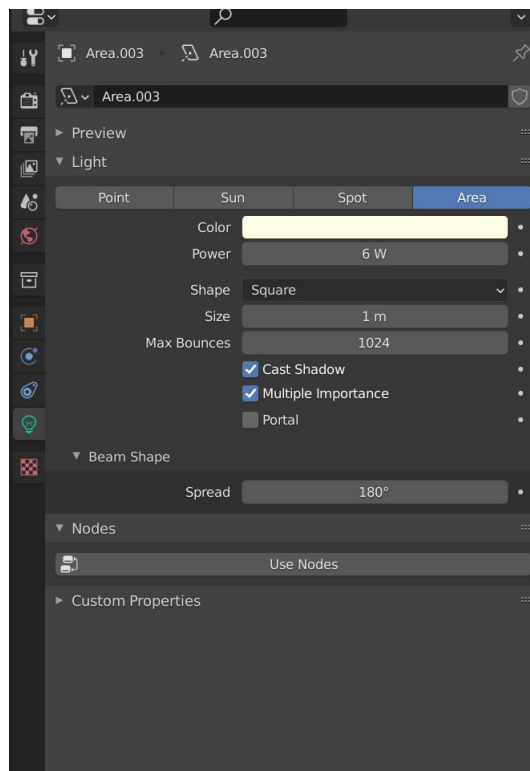 Area.003 Area.003
Area.003
Preview
Light
Point Sun Spot Area
Color
Power 6 W
Shape Square
Size 1 m
Max Bounces 1024
Cast Shadow
Multiple Importance
Portal
Beam Shape
Spread 180°
Nodes
Use Nodes
Custom Properties